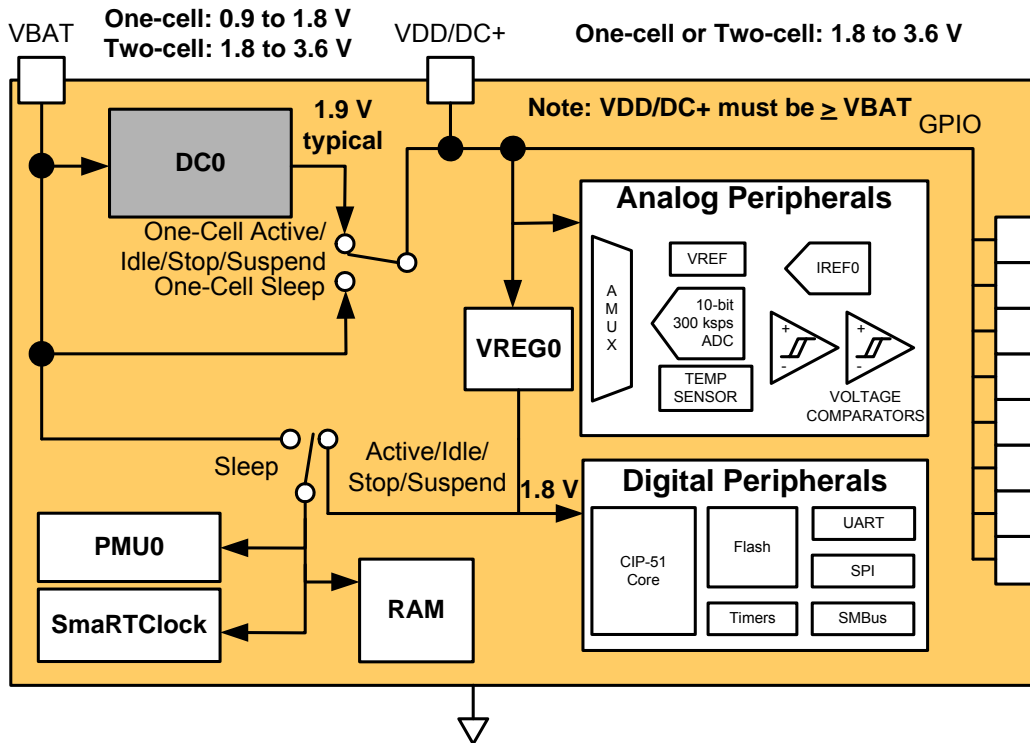 One-cell: 0.9 to 1.8 V
Two-cell: 1.8 to 3.6 V
VBAT
VDD/DC+
One-cell or Two-cell: 1.8 to 3.6 V
Note: VDD/DC+ must be ≥ VBAT
GPIO
1.9 V
typical
DC0
One-Cell Active/
Idle/Stop/Suspend
One-Cell Sleep
VREG0
Analog Peripherals
AMUX
VREF
IREF0
10-bit
300 ksps
ADC
TEMP
SENSOR
+
-
+
-
VOLTAGE
COMPARATORS
Sleep
Active/Idle/
Stop/Suspend
1.8 V
Digital Peripherals
CIP-51
Core
Flash
Timers
UART
SPI
SMBus
PMU0
SmaRTClock
RAM